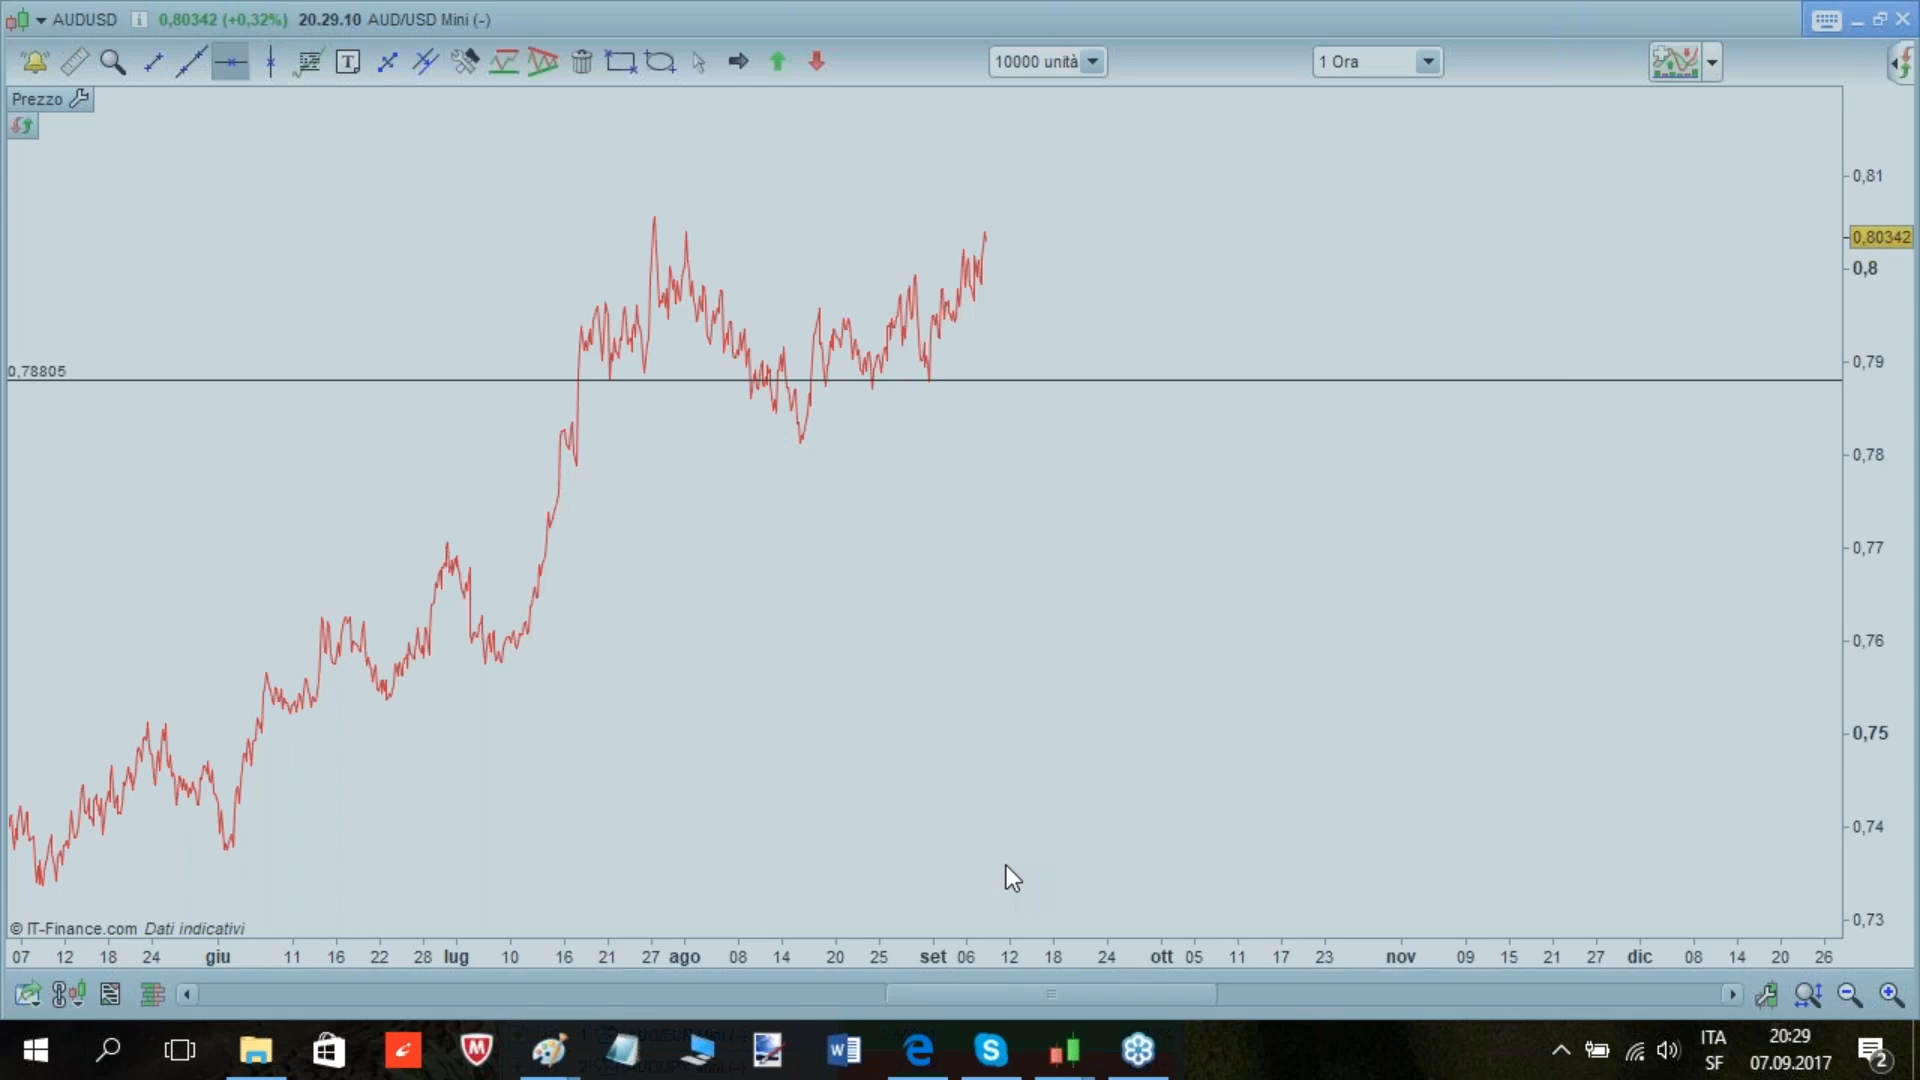 AUDUSD i 0,80342 (+0,32%) 20.29.10 AUD/USD Mini (-)
T 10000 unità 1 Ora
Prezzo
0,81
0,80342
0,8
0,79
0,78805
0,78
0,77
0,76
0,75
0,74
0,73
© IT-Finance.com Dati indicativi
07 12 18 24 giu 11 16 22 28 lug 10 16 21 27 ago 08 14 20 25 set 06 12 18 24 ott 05 11 17 23 nov 09 15 21 27 dic 08 14 20 26
ITA 20:29
SF 07.09.2017 2